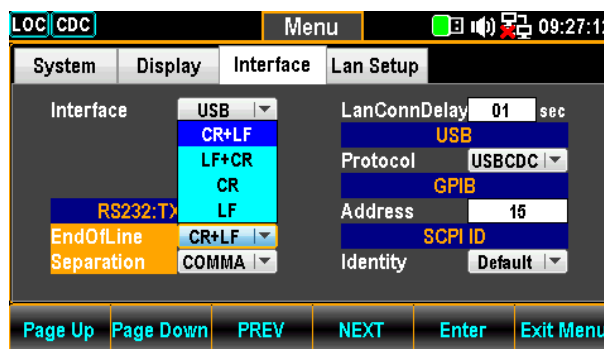 LOC CDC Menu 09:27:1
System Display Interface Lan Setup
Interface USB
CR+LF
LF+CR
CR
LF
RS232:TX
EndOfLine CR+LF
Separation COMMA
LanConnDelay 01 sec
USB
Protocol USBCDC
GPIB
Address 15
SCPI ID
Identity Default
Page Up Page Down PREV NEXT Enter Exit Menu